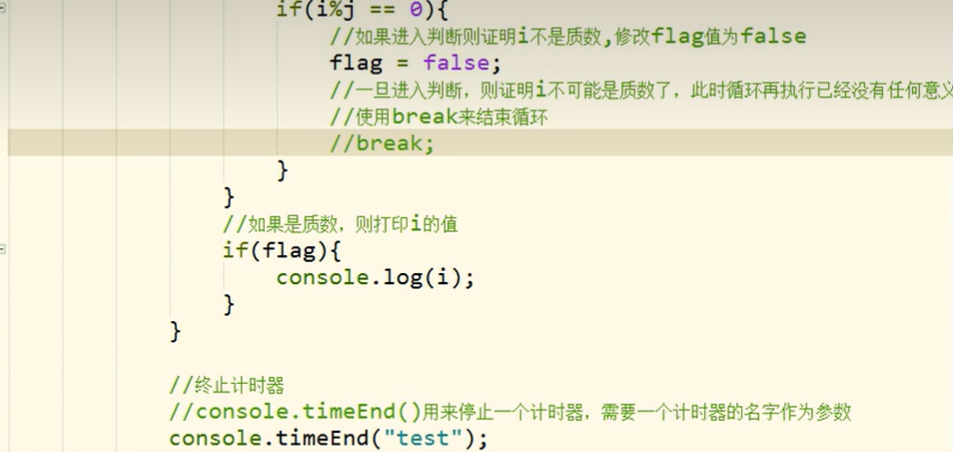 if(i%j == 0){
//如果进入判断则证明i不是质数,修改flag值为false
flag = false;
//一旦进入判断，则证明i不可能是质数了，此时循环再执行已经没有任何意义
//使用break来结束循环
//break;
}
}
//如果是质数，则打印i的值
if(flag){
console.log(i);
}
}
//终止计时器
//console.timeEnd()用来停止一个计时器，需要一个计时器的名字作为参数
console.timeEnd("test");